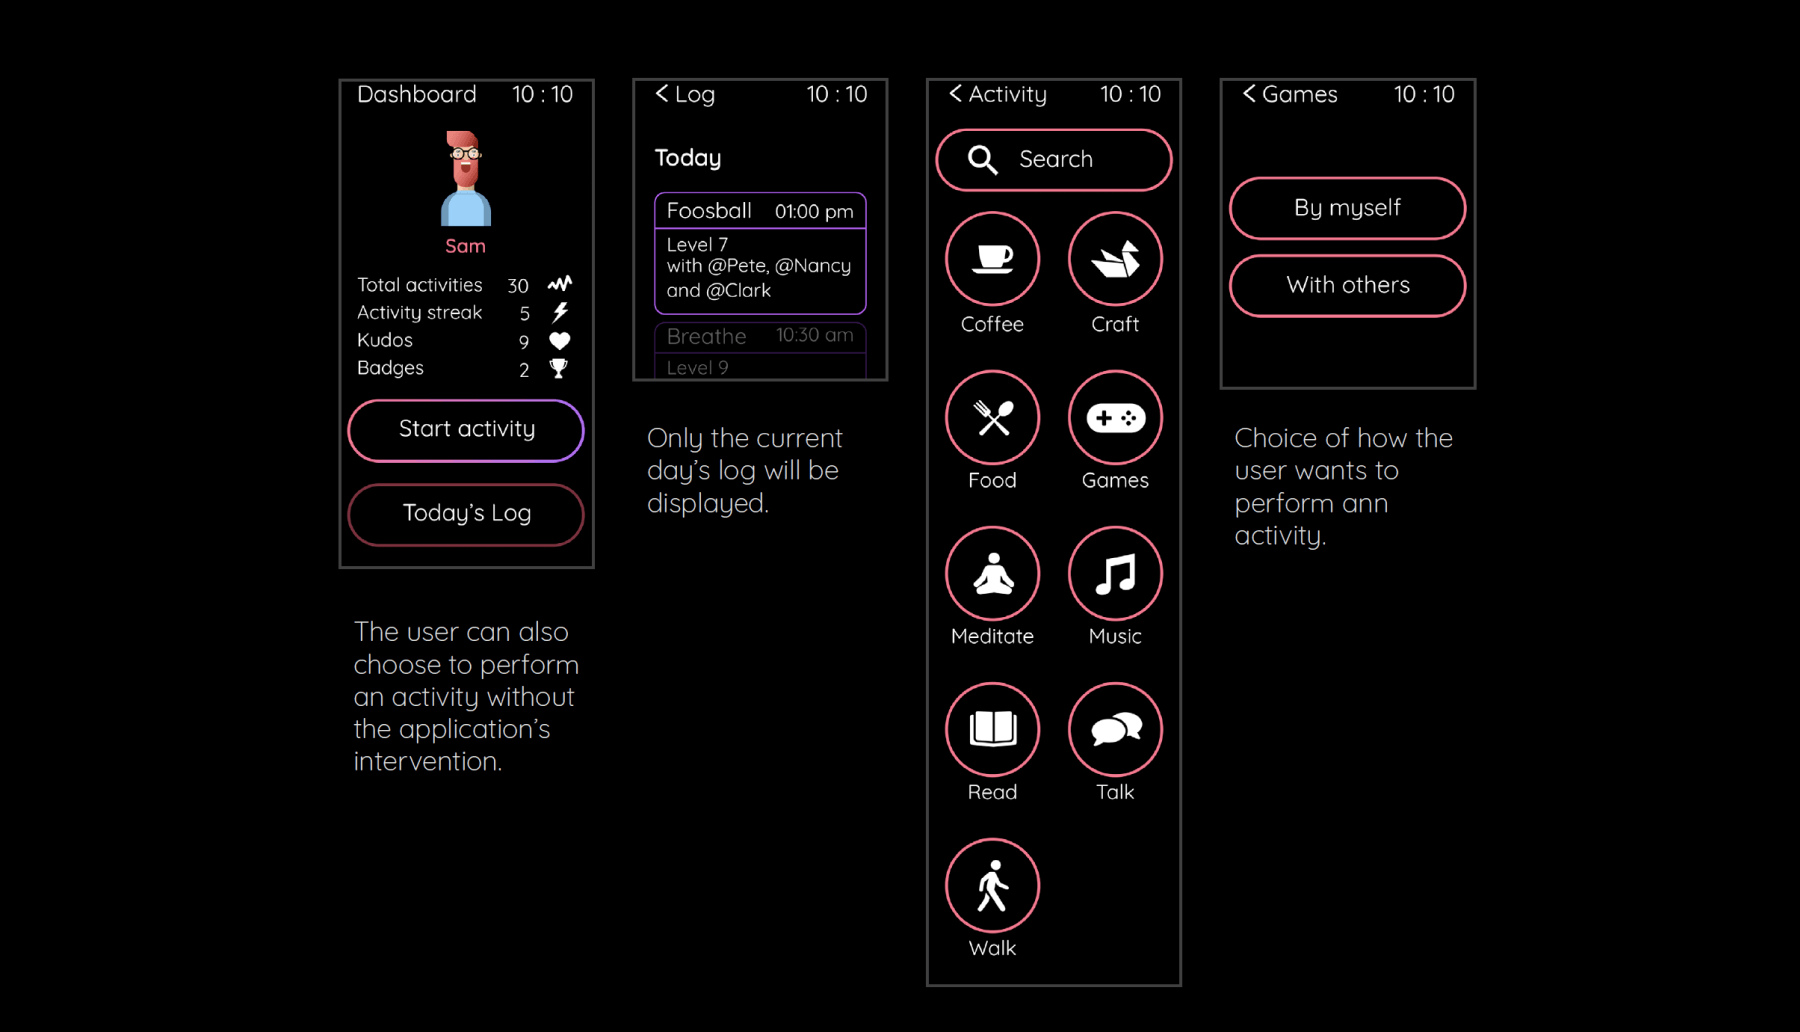 Dashboard 10 : 10
Sam
Total activities 30
Activity streak 5
Kudos 9
Badges 2
Start activity
Today's Log
The user can also
choose to perform
an activity without
the application's
intervention.
< Log 10 : 10
Today
Foosball 01:00 pm
Level 7
with @Pete, @Nancy
and @Clark
Breathe 10:30 am
Level 9
Only the current
day's log will be
displayed.
< Activity 10 : 10
Search
Coffee Craft
Food Games
Meditate Music
Read Talk
Walk
< Games 10 : 10
By myself
With others
Choice of how the
user wants to
perform ann
activity.